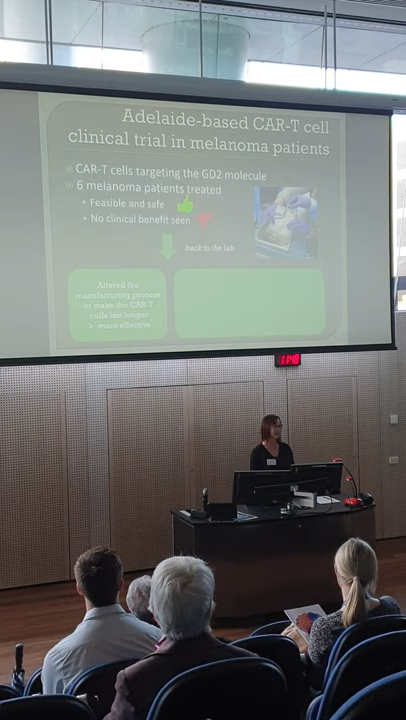 Adelaide-based CAR-T cell
clinical trial in melanoma patients
CAR-T cells targeting the GD2 molecule
6 melanoma patients treated
• Feasible and safe
• No clinical benefit seen
back to the lab
Altered the
manufacturing process
to make the CAR-T
cells last longer
➢ more effective